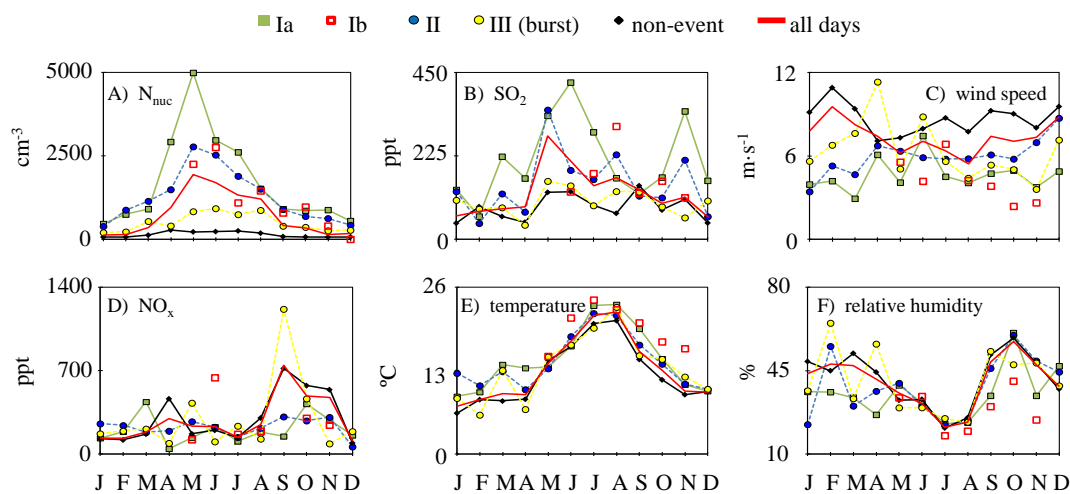 Ia Ib II III (burst) non-event all days
5000
2500
0
cm-3
A) Nnuc
450
225
0
ppt
B) SO2
12
6
0
m·s-1
C) wind speed
1400
700
0
ppt
D) NOx
J F M A M J J A S O N D
26
13
0
ºC
E) temperature
J F M A M J J A S O N D
80
45
10
%
F) relative humidity
J F M A M J J A S O N D